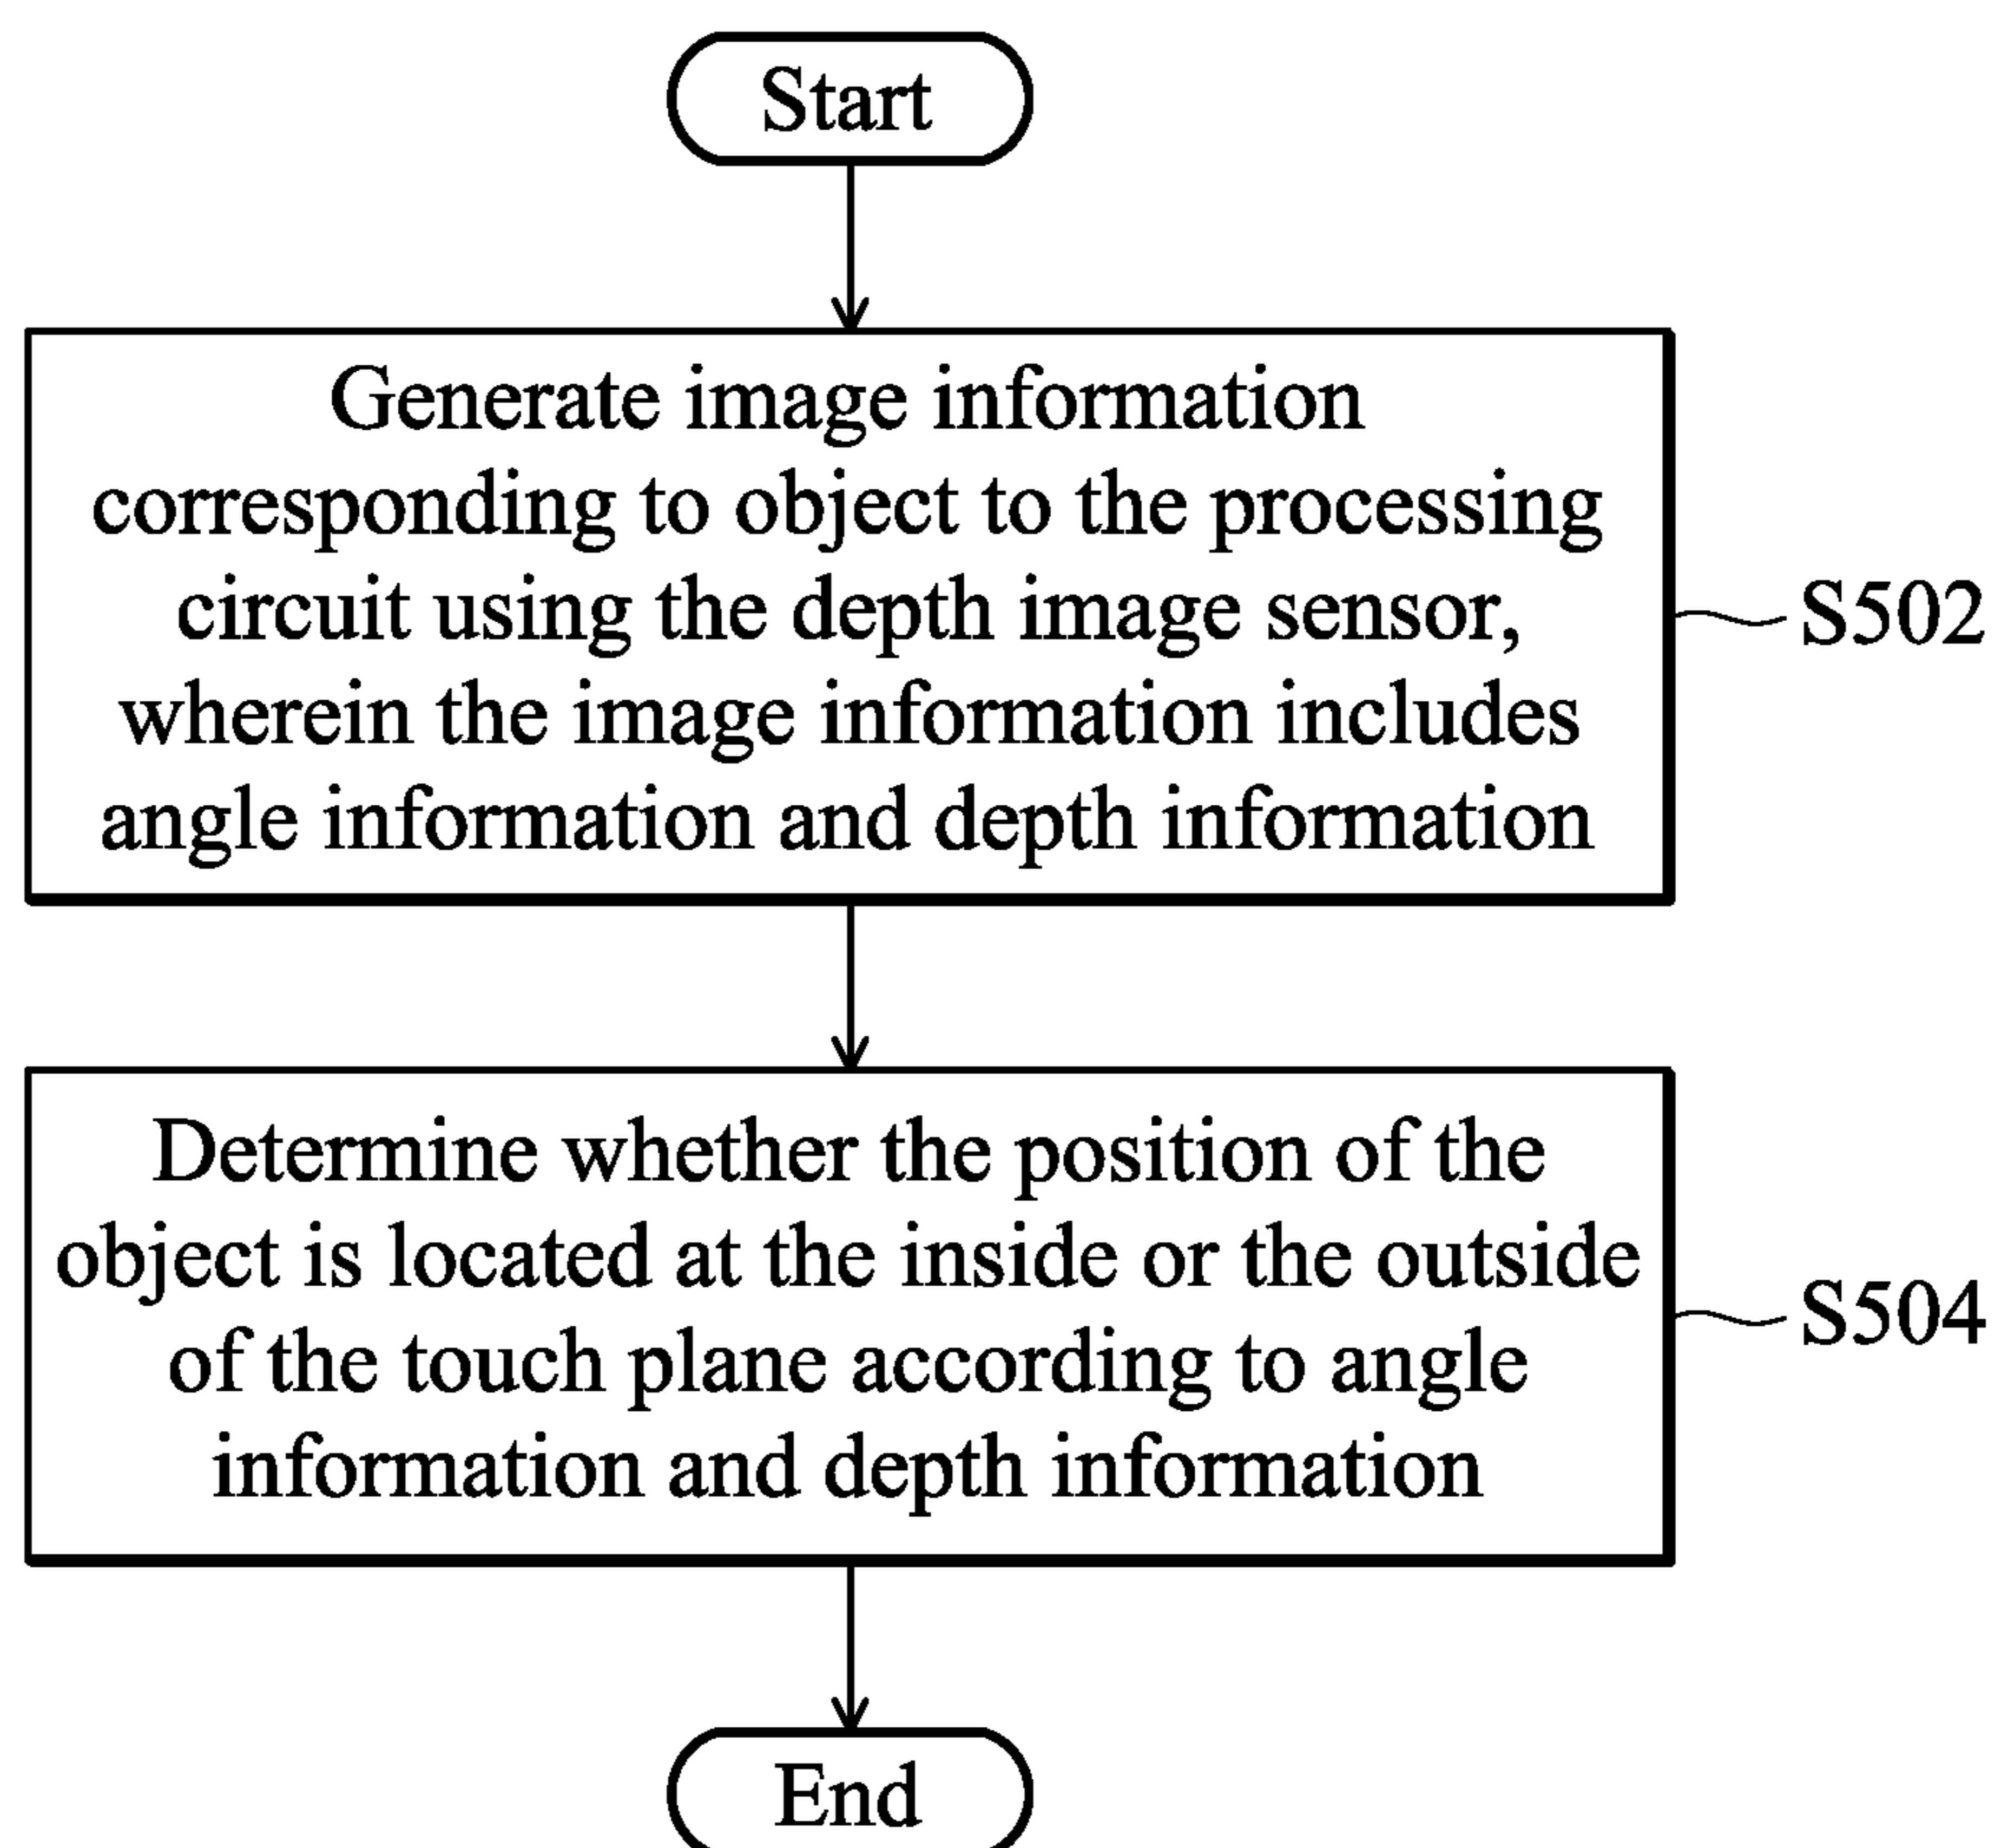 Start
Generate image information
corresponding to object to the processing
circuit using the depth image sensor,
wherein the image information includes
angle information and depth information
S502
Determine whether the position of the
object is located at the inside or the outside
of the touch plane according to angle
information and depth information
S504
End